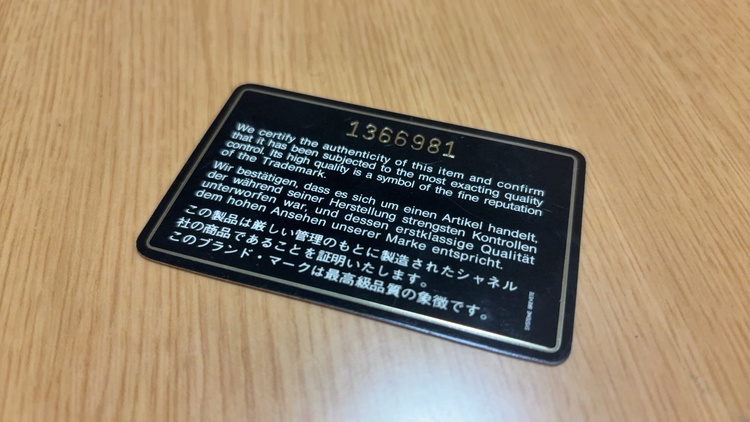 1366981
We certify the authenticity of this item and confirm
that it has been subjected to the most exacting quality
control. Its high quality is a symbol of the fine reputation
of the Trademark.
Wir bestätigen, dass es sich um einen Artikel handelt,
der während seiner Herstellung strengsten Kontrollen
unterworfen war, und dessen erstklassige Qualität
dem hohen Ansehen unserer Marke entspricht.
この製品は厳しい管理のもとに製造されたシャネル
社の商品であることを証明いたします。
このブランド・マークは最高級品質の象徴です。